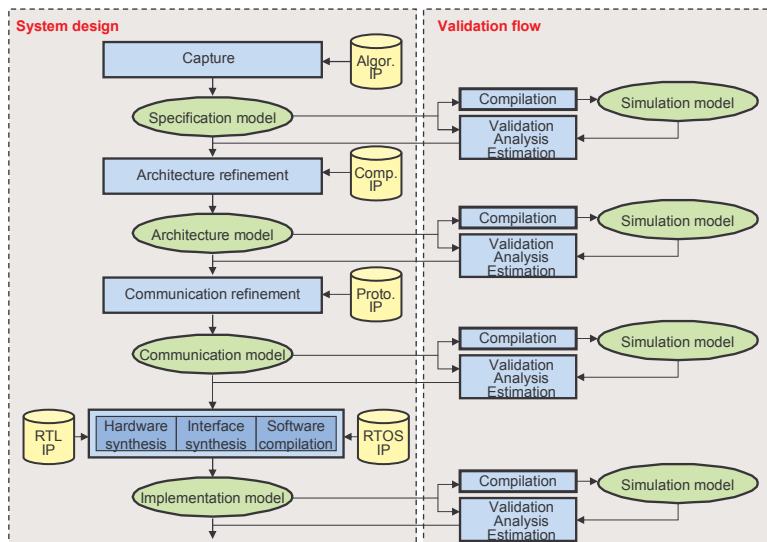 System design
Validation flow
Capture
Algor.
IP
Compilation
Simulation model
Specification model
Validation
Analysis
Estimation
Architecture refinement
Comp.
IP
Compilation
Simulation model
Architecture model
Validation
Analysis
Estimation
Communication refinement
Proto.
IP
Compilation
Simulation model
Communication model
Validation
Analysis
Estimation
RTL
IP
Hardware
synthesis
Interface
synthesis
Software
compilation
RTOS
IP
Compilation
Simulation model
Implementation model
Validation
Analysis
Estimation